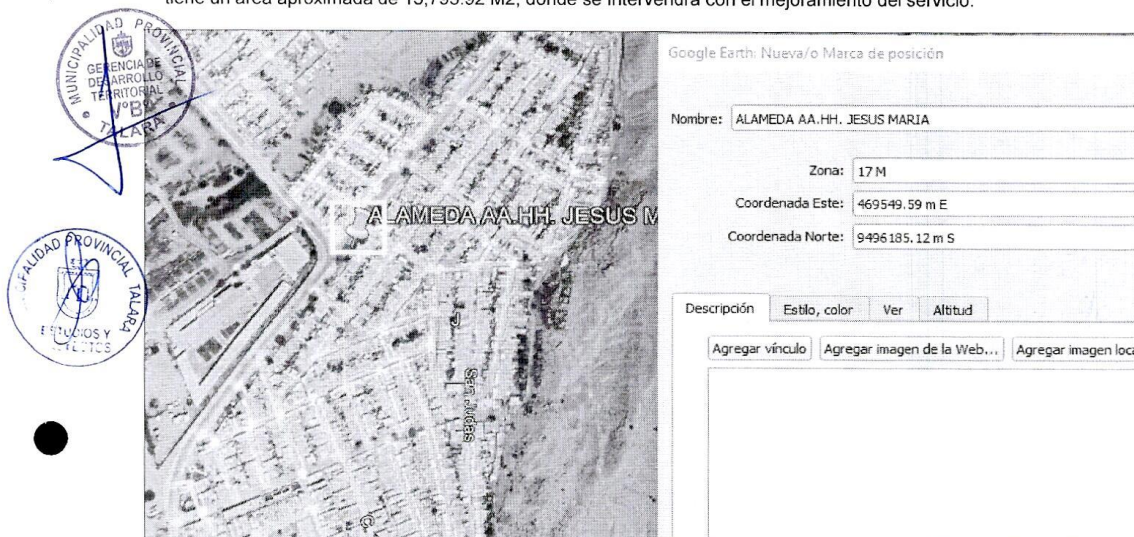 tiene un área aproximada de 15,795.92 M2, donde se intervendrá con el mejoramiento del servicio.
MUNICIPALIDAD PROVINCIAL
GERENCIA DE
DESARROLLO
TERRITORIAL
V°B°
TALARA
Google Earth: Nueva/o Marca de posición
Nombre: ALAMEDA AA.HH. JESUS MARIA
Zona: 17 M
Coordenada Este: 469549.59 m E
Coordenada Norte: 9496185.12 m S
ALAMEDA AA.HH. JESUS M
PROVINCIAL TALARA
Descripción Estilo, color Ver Altitud
Agregar vínculo Agregar imagen de la Web... Agregar imagen loca
San Judas